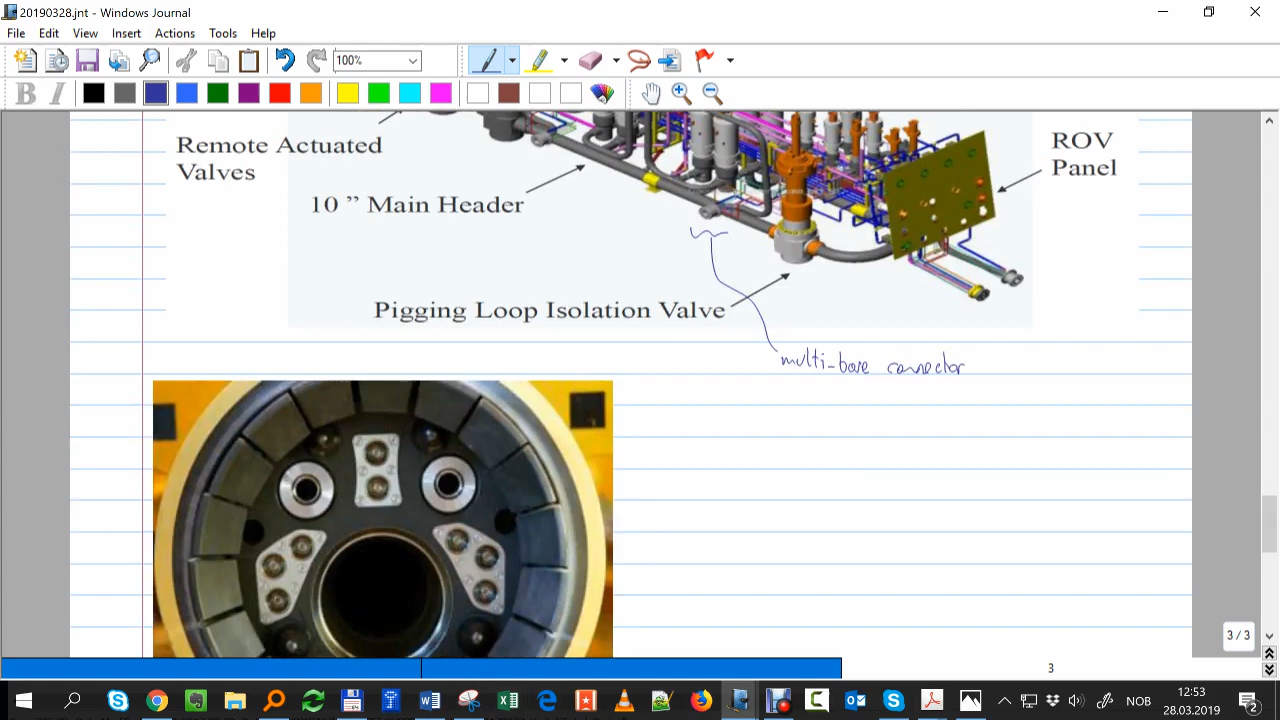 20190328.jnt - Windows Journal
File Edit View Insert Actions Tools Help
100%
B I
Remote Actuated
Valves
10 ” Main Header
ROV
Panel
Pigging Loop Isolation Valve
multi-bore connector
3 / 3
3
12:53
NOB
28.03.2019
2